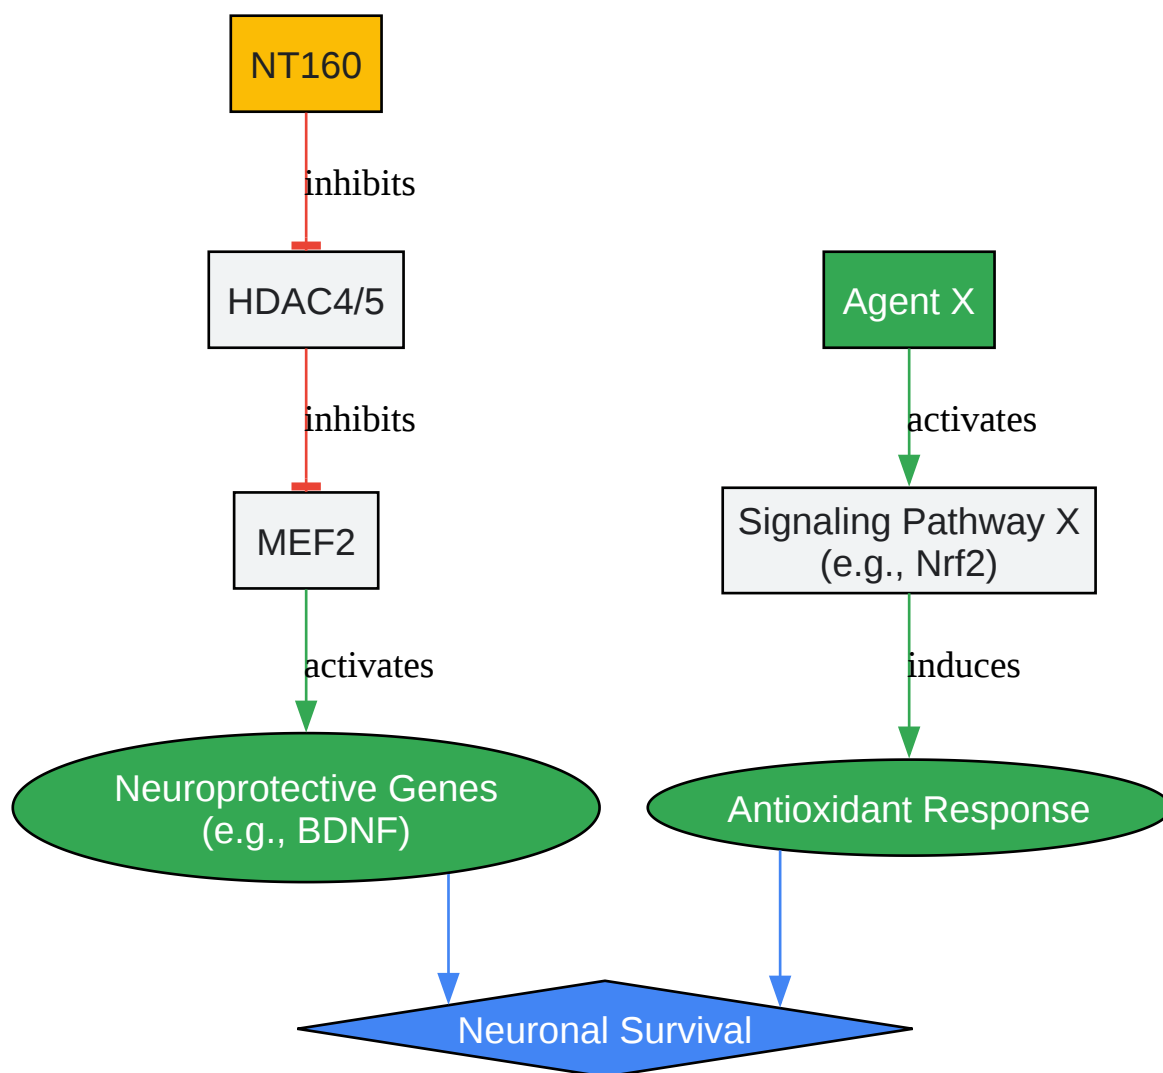 NT160
inhibits
HDAC4/5
Agent X
inhibits
activates
MEF2
Signaling Pathway X
(e.g., Nrf2)
activates
induces
Neuroprotective Genes
(e.g., BDNF)
Antioxidant Response
Neuronal Survival